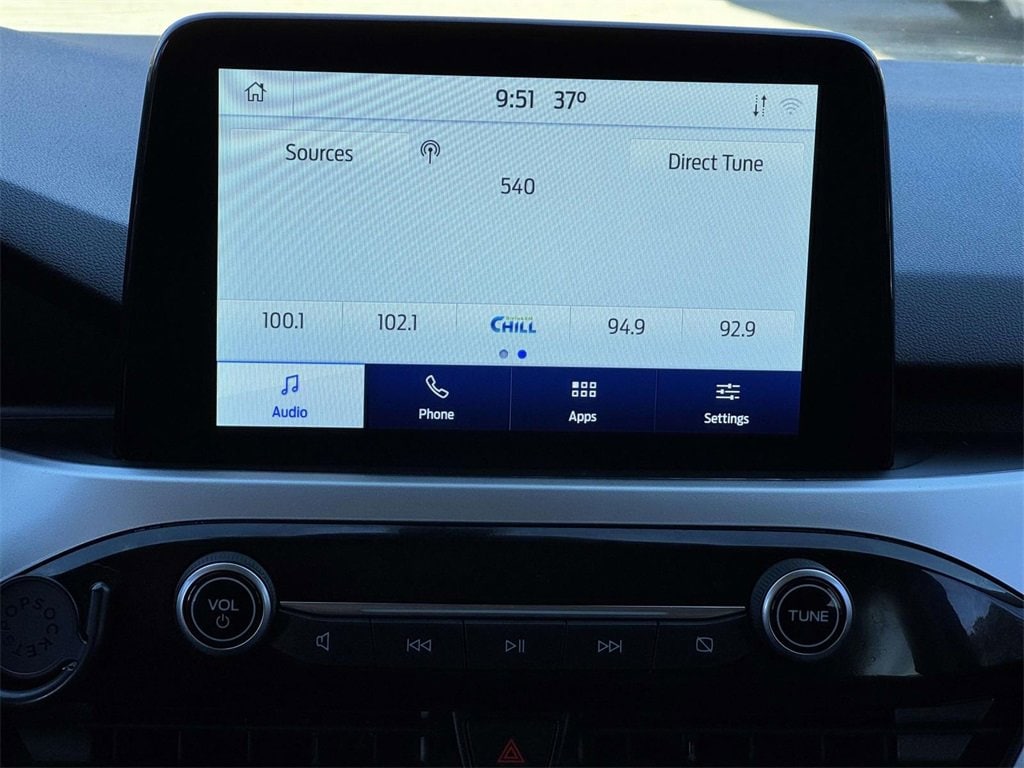 9:51 37°
Sources
Direct Tune
540
100.1 102.1 CHILL 94.9 92.9
Audio Phone Apps Settings
VOL
TUNE
POPSOCKETS